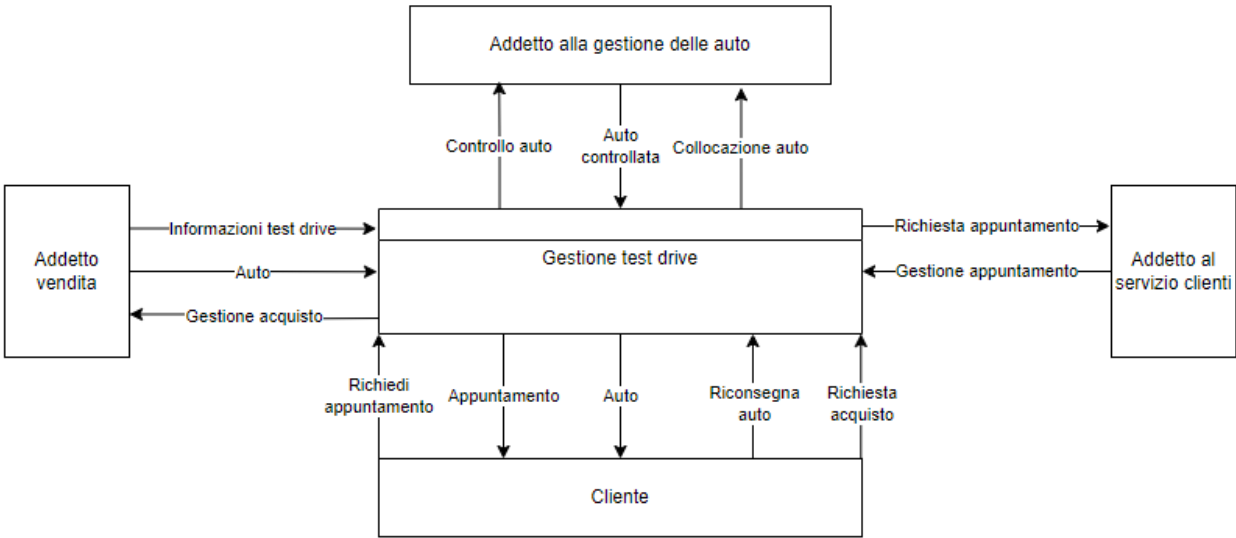 Addetto alla gestione delle auto
Controllo auto
Auto
controllata
Collocazione auto
Addetto
vendita
Informazioni test drive
Auto
Gestione acquisto
Gestione test drive
Richiesta appuntamento
Gestione appuntamento
Addetto al
servizio clienti
Richiedi
appuntamento
Appuntamento
Auto
Riconsegna
auto
Richiesta
acquisto
Cliente